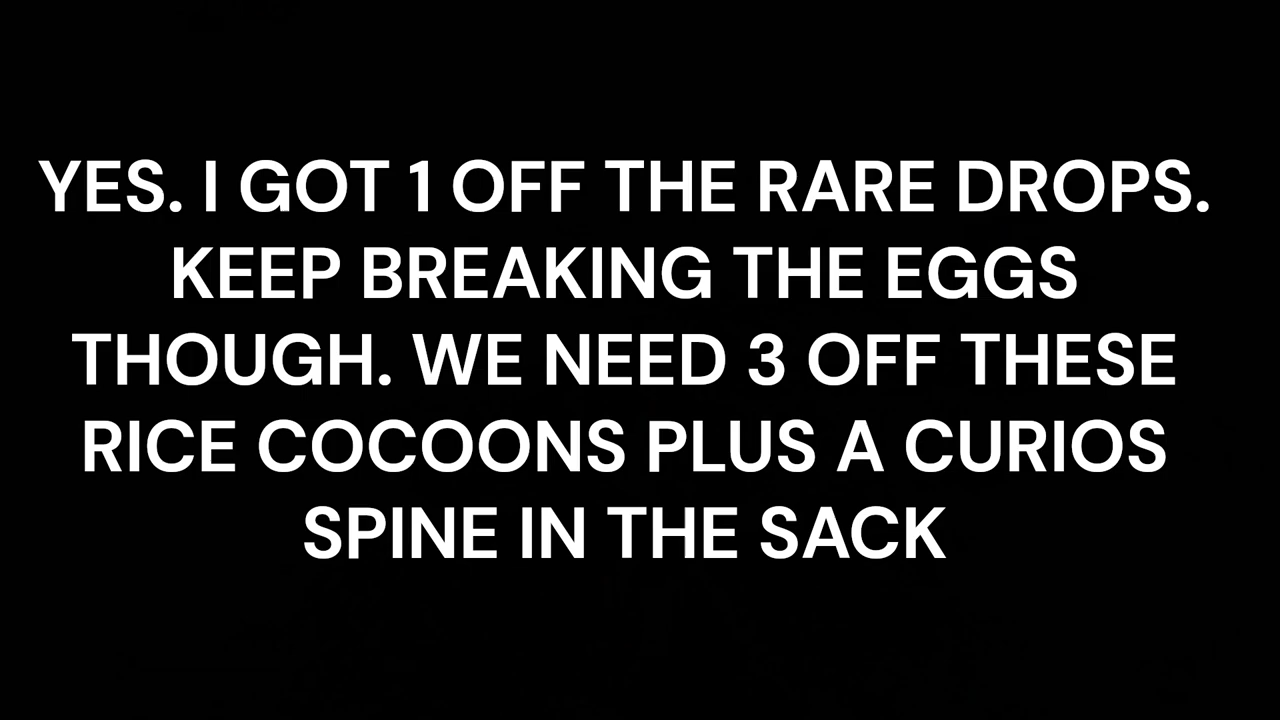 YES. I GOT 1 OFF THE RARE DROPS.
KEEP BREAKING THE EGGS
THOUGH. WE NEED 3 OFF THESE
RICE COCOONS PLUS A CURIOS
SPINE IN THE SACK